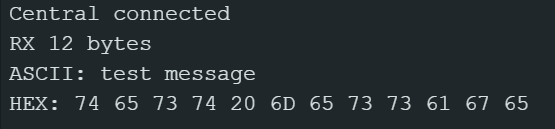 Central connected
RX 12 bytes
ASCII: test message
HEX: 74 65 73 74 20 6D 65 73 73 61 67 65